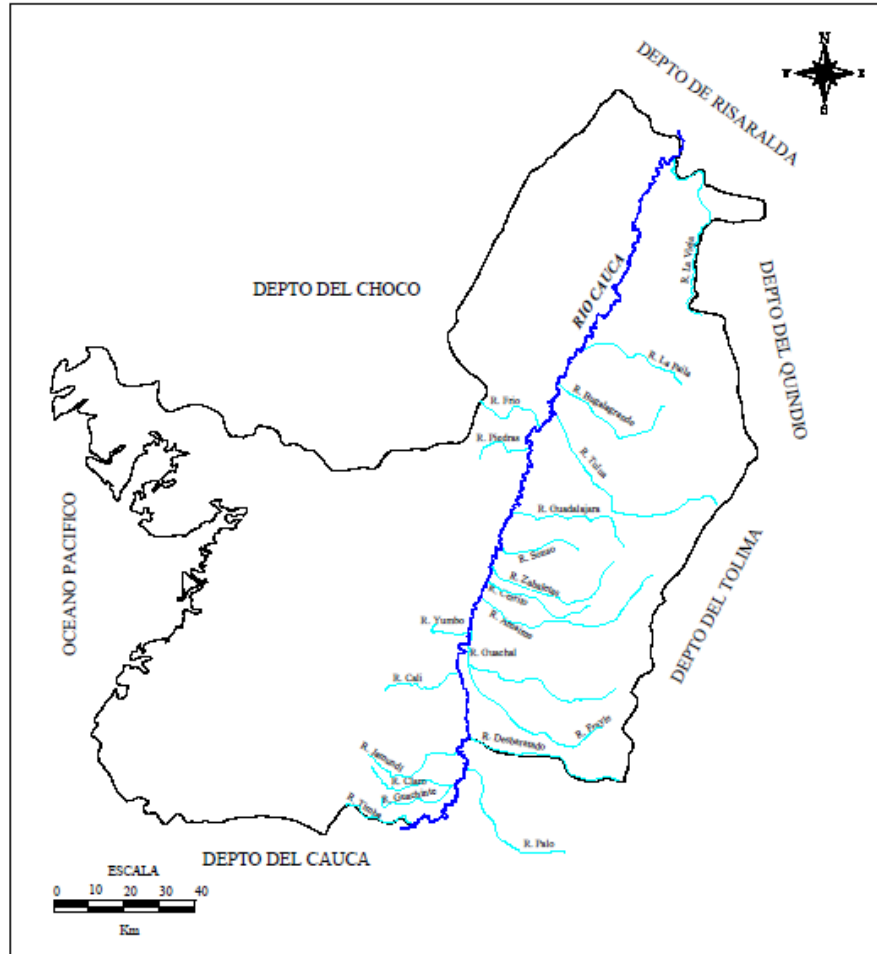 N
E
S
DEPTO DE RISARALDA
DEPTO DEL CHOCO
RIO CAUCA
R. La Vieja
DEPTO DEL QUINDIO
R. La Paila
R. Frio
R. Bugalagrande
R. Piedras
R. Tulua
OCEANO PACIFICO
R. Guadalajara
R. Sonso
DEPTO DEL TOLIMA
R. Zabaletas
R. Cerrito
R. Yumbo
R. Amaime
R. Guachal
R. Cali
R. Frayle
R. Desbaratado
R. Jamundi
R. Claro
R. Guachinte
R. Timba
R. Palo
DEPTO DEL CAUCA
ESCALA
0 10 20 30 40
Km